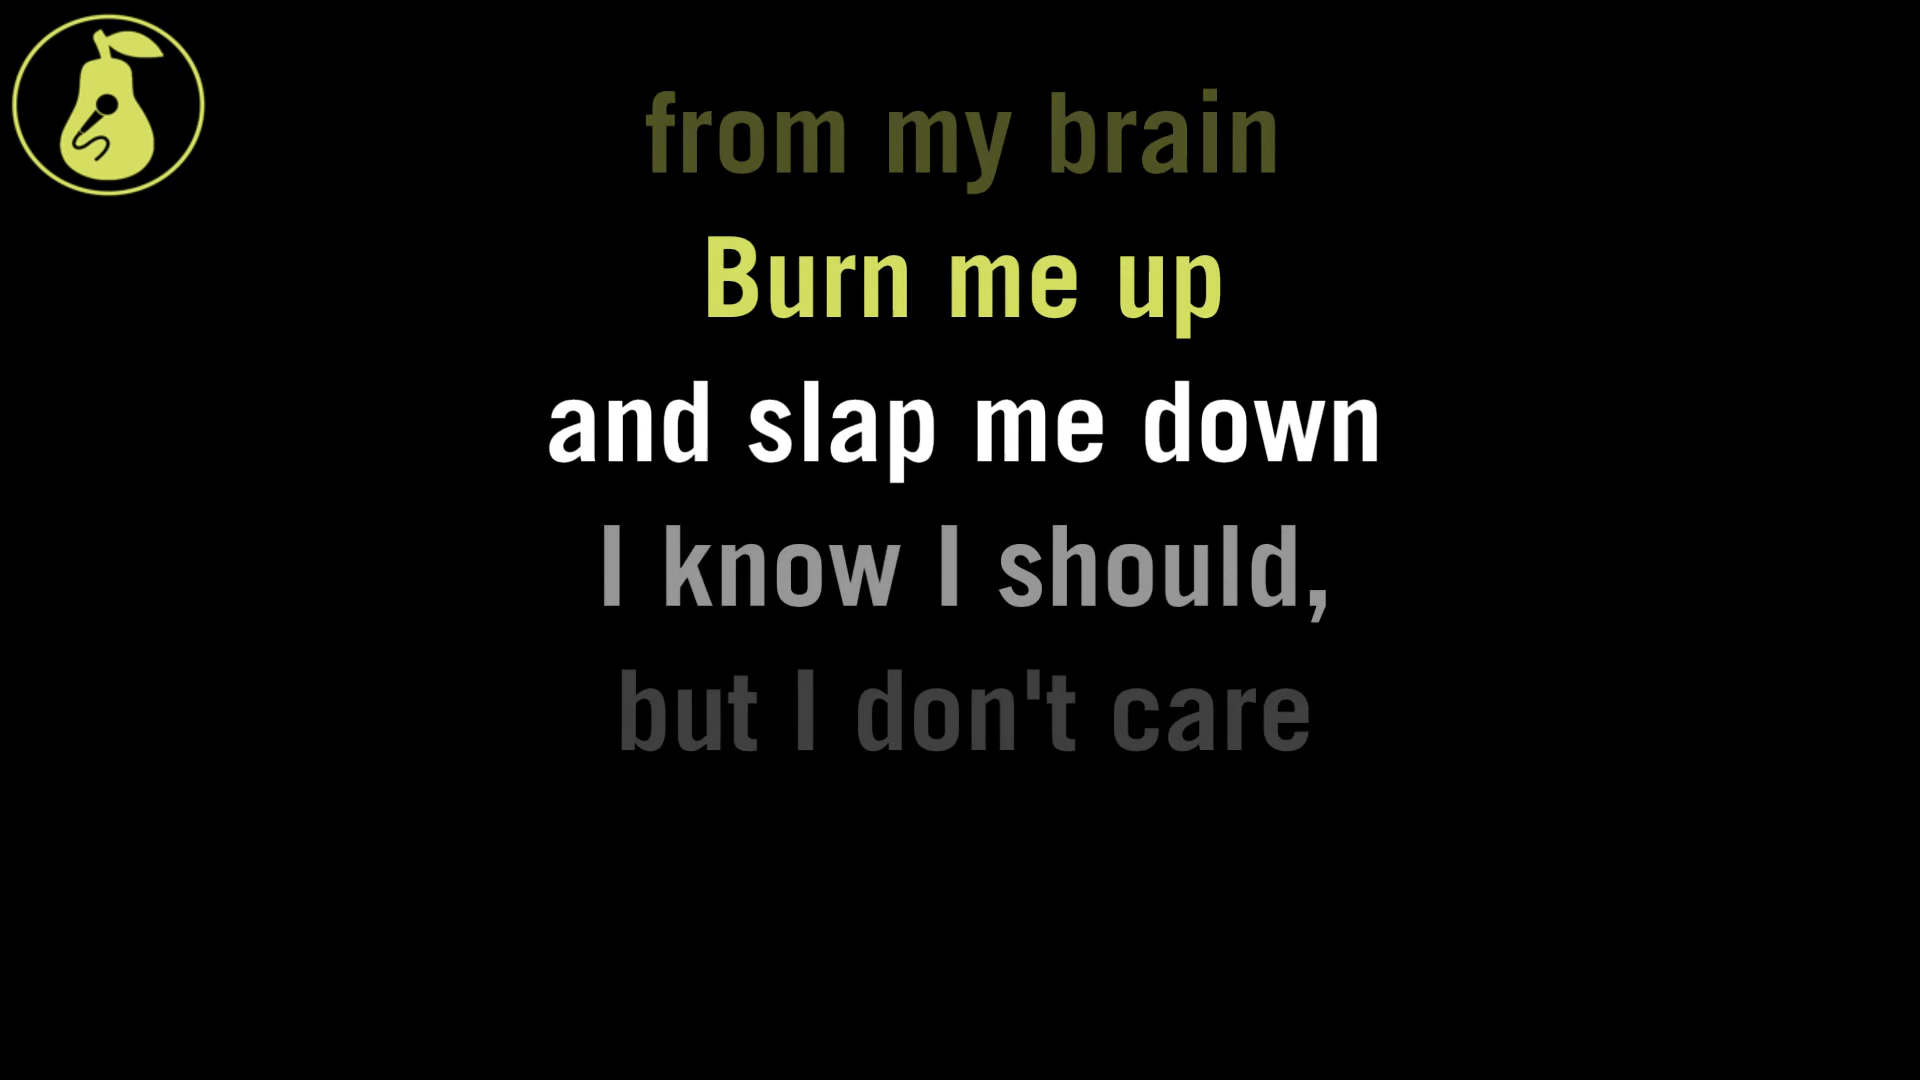 from my brain
Burn me up
and slap me down
I know I should,
but I don't care